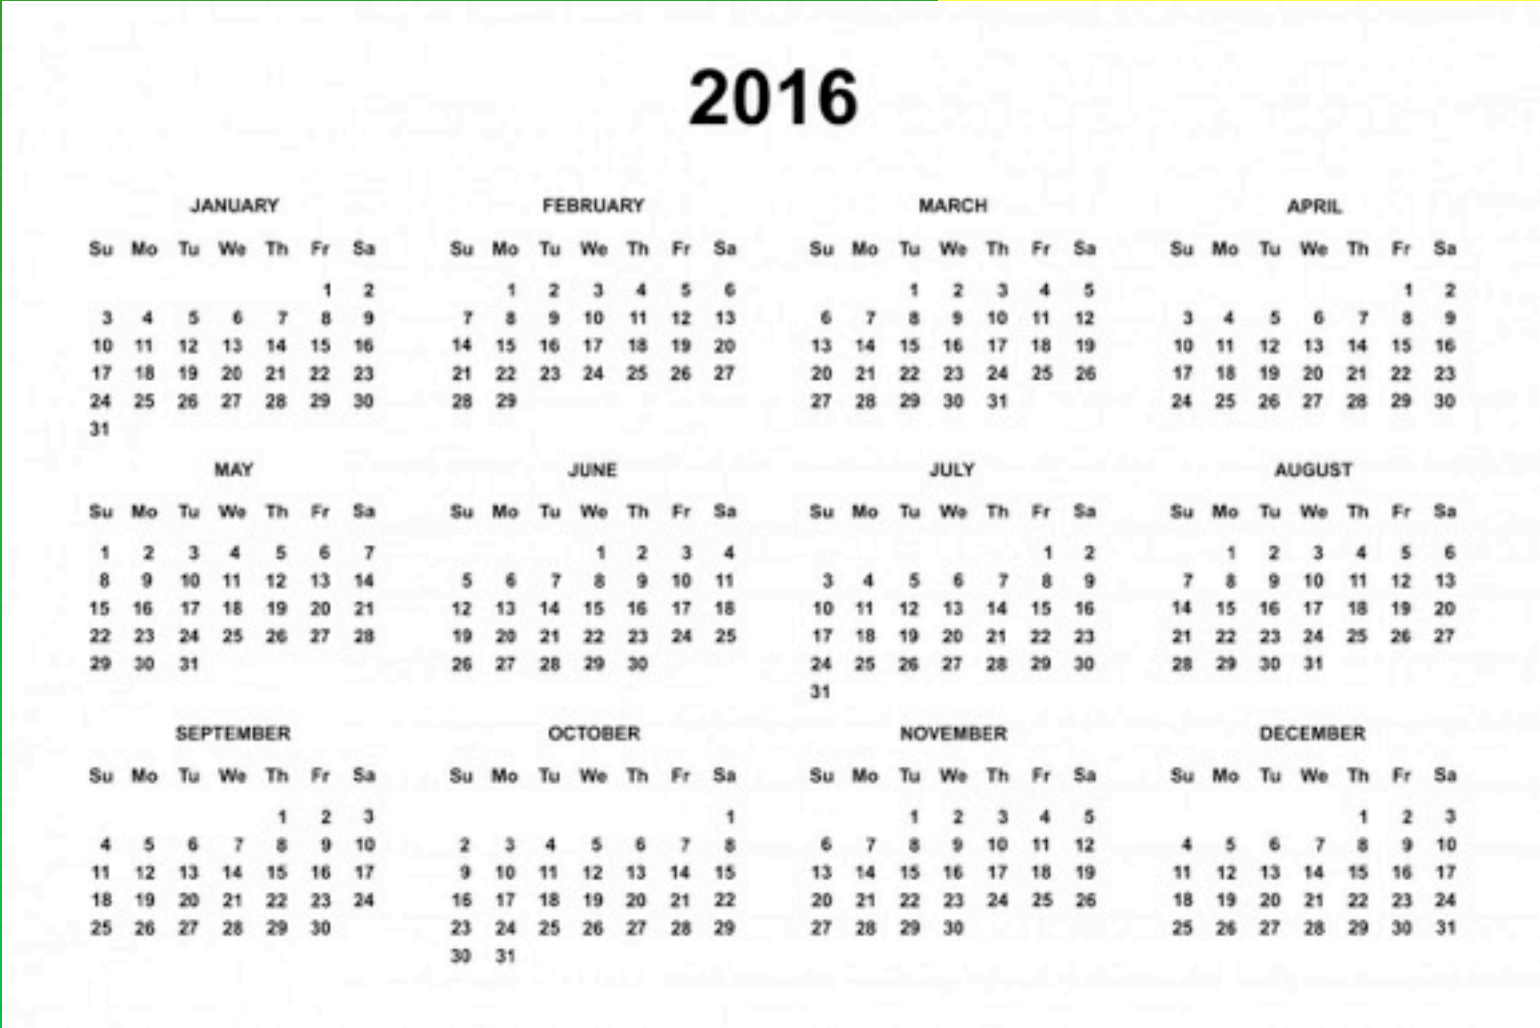 2016
JANUARY FEBRUARY MARCH APRIL
Su Mo Tu We Th Fr Sa Su Mo Tu We Th Fr Sa Su Mo Tu We Th Fr Sa Su Mo Tu We Th Fr Sa
1 2 1 2 3 4 5 6 1 2 3 4 5 1 2
3 4 5 6 7 8 9 7 8 9 10 11 12 13 6 7 8 9 10 11 12 3 4 5 6 7 8 9
10 11 12 13 14 15 16 14 15 16 17 18 19 20 13 14 15 16 17 18 19 10 11 12 13 14 15 16
17 18 19 20 21 22 23 21 22 23 24 25 26 27 20 21 22 23 24 25 26 17 18 19 20 21 22 23
24 25 26 27 28 29 30 28 29 27 28 29 30 31 24 25 26 27 28 29 30
31
MAY JUNE JULY AUGUST
Su Mo Tu We Th Fr Sa Su Mo Tu We Th Fr Sa Su Mo Tu We Th Fr Sa Su Mo Tu We Th Fr Sa
1 2 3 4 5 6 7 1 2 3 4 1 2 1 2 3 4 5 6
8 9 10 11 12 13 14 5 6 7 8 9 10 11 3 4 5 6 7 8 9 7 8 9 10 11 12 13
15 16 17 18 19 20 21 12 13 14 15 16 17 18 10 11 12 13 14 15 16 14 15 16 17 18 19 20
22 23 24 25 26 27 28 19 20 21 22 23 24 25 17 18 19 20 21 22 23 21 22 23 24 25 26 27
29 30 31 26 27 28 29 30 24 25 26 27 28 29 30 28 29 30 31
31
SEPTEMBER OCTOBER NOVEMBER DECEMBER
Su Mo Tu We Th Fr Sa Su Mo Tu We Th Fr Sa Su Mo Tu We Th Fr Sa Su Mo Tu We Th Fr Sa
1 2 3 1 1 2 3 4 5 1 2 3
4 5 6 7 8 9 10 2 3 4 5 6 7 8 6 7 8 9 10 11 12 4 5 6 7 8 9 10
11 12 13 14 15 16 17 9 10 11 12 13 14 15 13 14 15 16 17 18 19 11 12 13 14 15 16 17
18 19 20 21 22 23 24 16 17 18 19 20 21 22 20 21 22 23 24 25 26 18 19 20 21 22 23 24
25 26 27 28 29 30 23 24 25 26 27 28 29 27 28 29 30 25 26 27 28 29 30 31
30 31